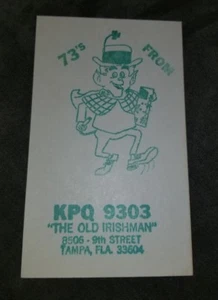 73's FROM
KPQ 9303
"THE OLD IRISHMAN"
8506 - 9th STREET
TAMPA, FLA. 33604